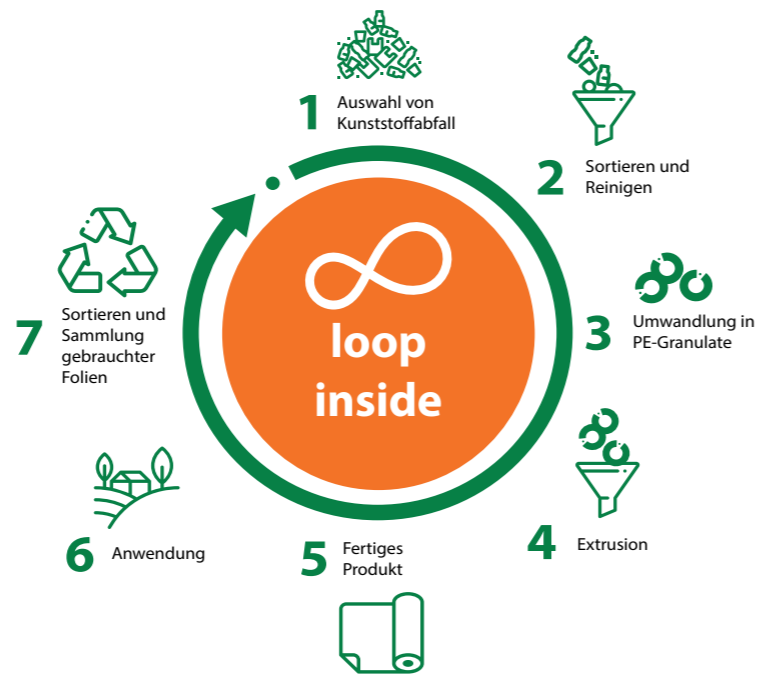 1
Auswahl von
Kunststoffabfall
2
Sortieren und
Reinigen
3
Umwandlung in
PE-Granulate
4
Extrusion
5
Fertiges
Produkt
6
Anwendung
7
Sortieren und
Sammlung
gebrauchter
Folien
loop
inside